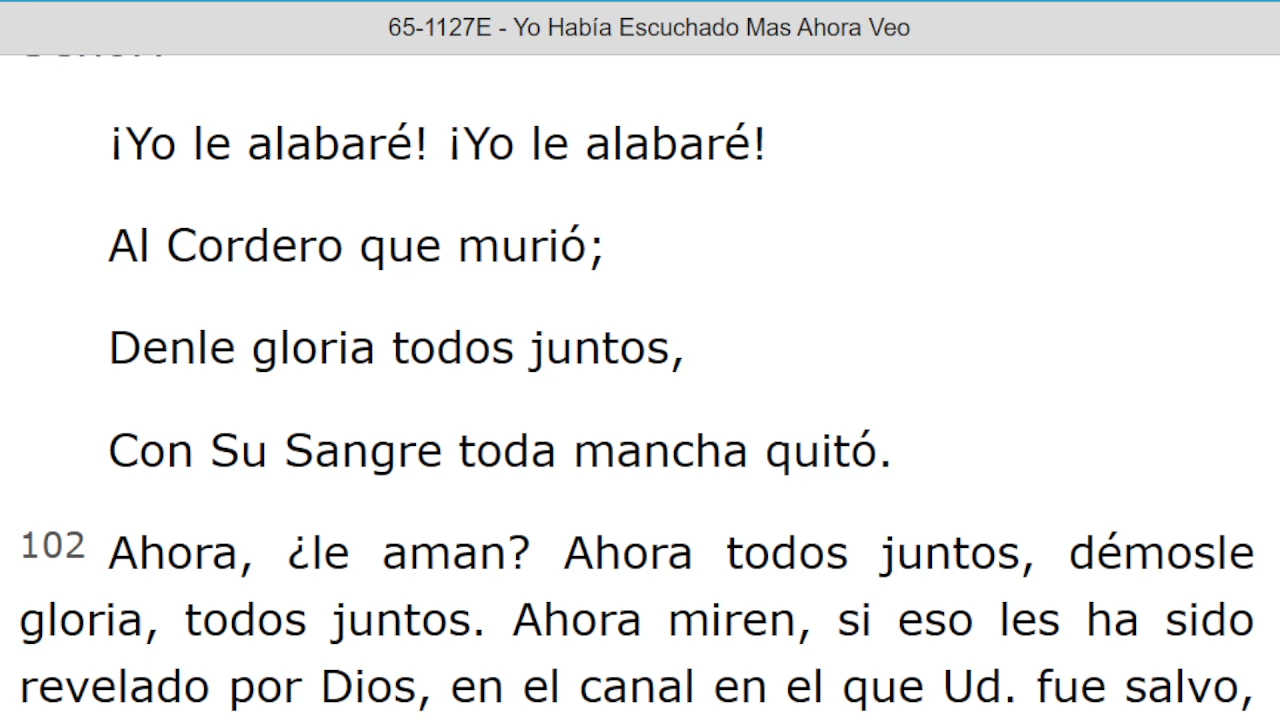 65-1127E - Yo Había Escuchado Mas Ahora Veo
¡Yo le alabaré! ¡Yo le alabaré!
Al Cordero que murió;
Denle gloria todos juntos,
Con Su Sangre toda mancha quitó.
102 Ahora, ¿le aman? Ahora todos juntos, démosle
gloria, todos juntos. Ahora miren, si eso les ha sido
revelado por Dios, en el canal en el que Ud. fue salvo,